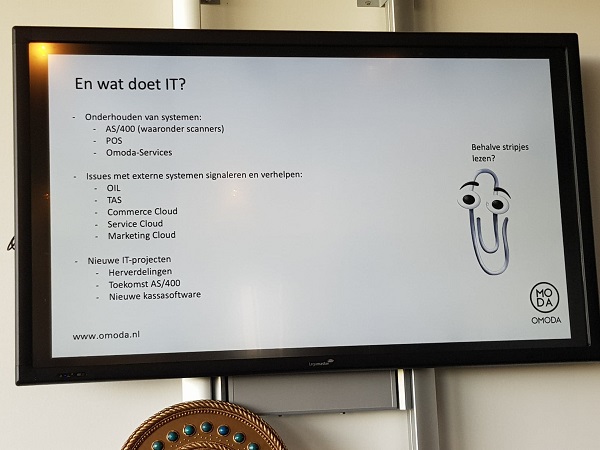 En wat doet IT?
- Onderhouden van systemen:
- AS/400 (waaronder scanners)
- POS
- Omoda-Services
- Issues met externe systemen signaleren en verhelpen:
- OIL
- TAS
- Commerce Cloud
- Service Cloud
- Marketing Cloud
- Nieuwe IT-projecten
- Herverdelingen
- Toekomst AS/400
- Nieuwe kassasoftware
www.omoda.nl
Behalve stripjes
lezen?
MO
DA
OMODA